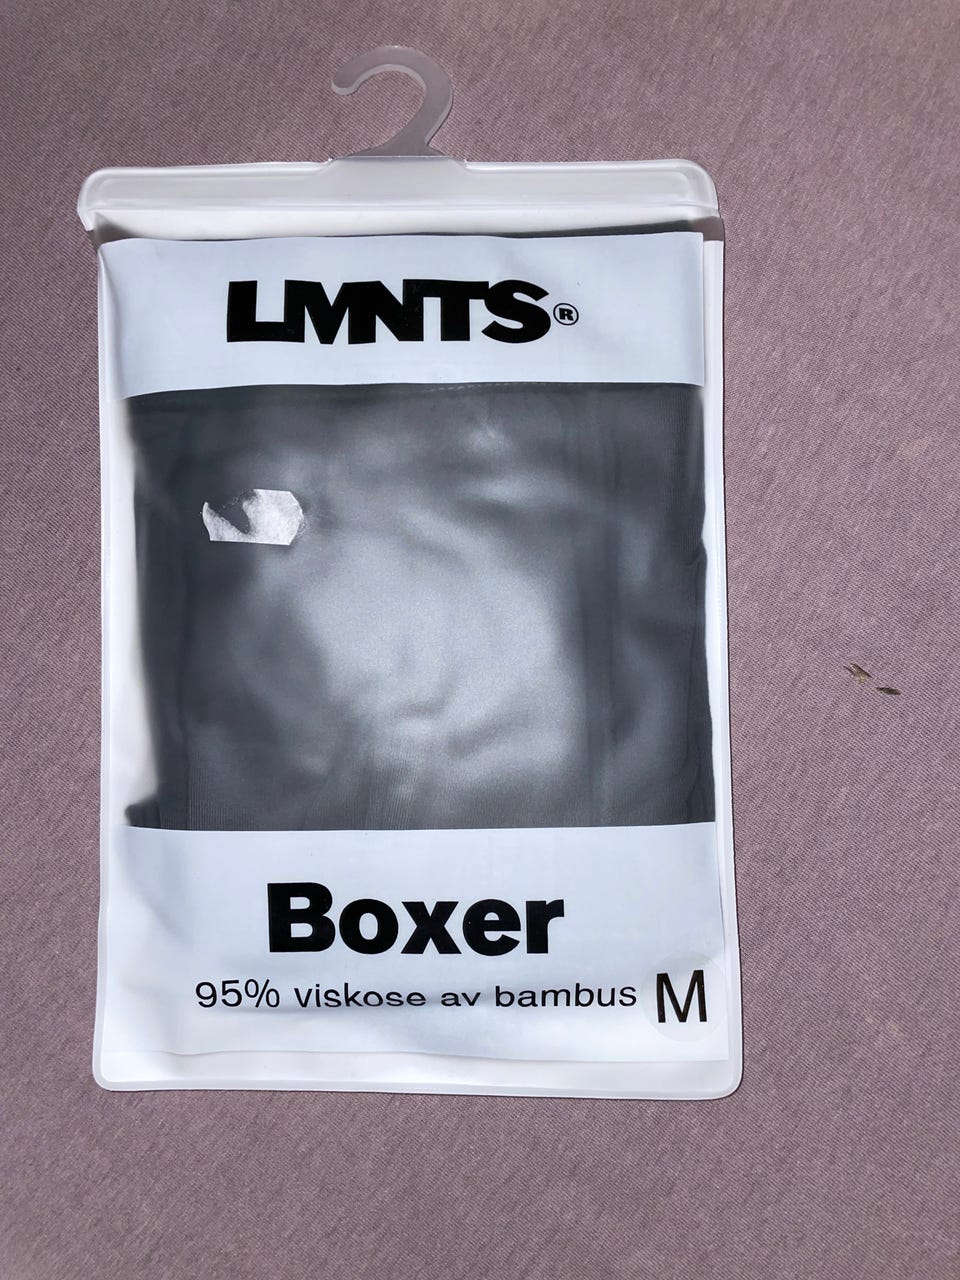 LMNTS®
Boxer
95% viskose av bambus M